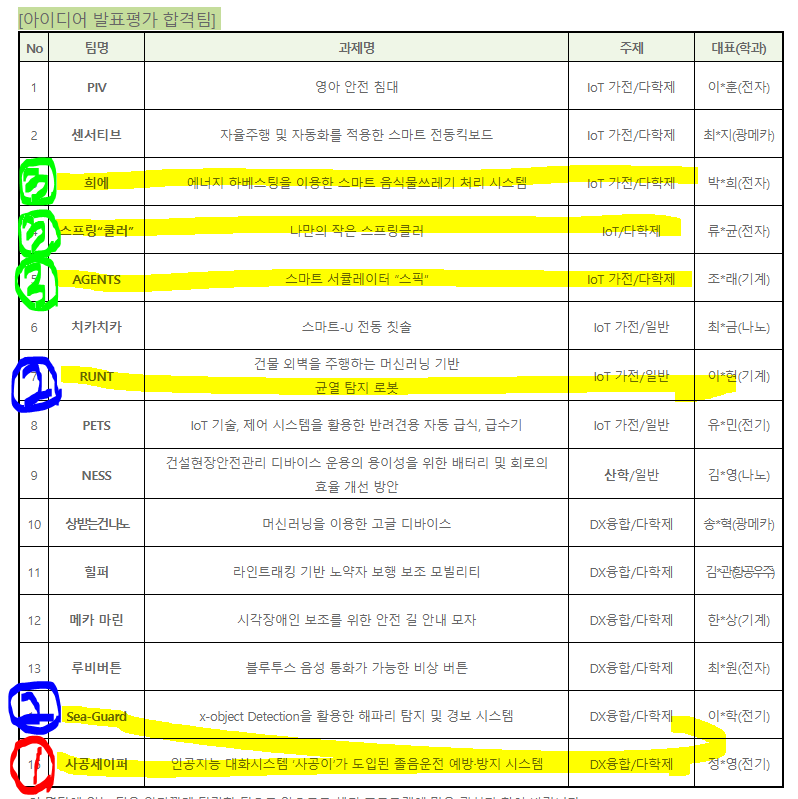 [아이디어 발표평가 합격팀]
No 팀명 과제명 주제 대표(학과)
1 PIV 영아 안전 침대 IoT 가전/다학제 이*훈(전자)
2 센서티브 자율주행 및 자동화를 적용한 스마트 전동킥보드 IoT 가전/다학제 최*지(광메카)
3 희에 에너지 하베스팅을 이용한 스마트 음식물쓰레기 처리 시스템 IoT 가전/다학제 박*희(전자)
3 스프링"쿨러" 나만의 작은 스프링클러 IoT/다학제 류*균(전자)
AGENTS 스마트 서큘레이터 "스픽" IoT 가전/다학제 조*래(기계)
6 치카치카 스마트-U 전동 칫솔 IoT 가전/일반 최*금(나노)
건물 외벽을 주행하는 머신러닝 기반
2 RUNT 균열 탐지 로봇 IoT 가전/일반 이*현(기계)
8 PETS IoT 기술, 제어 시스템을 활용한 반려견용 자동 급식, 급수기 IoT 가전/일반 유*민(전기)
건설현장안전관리 디바이스 운용의 용이성을 위한 배터리 및 회로의
9 NESS 효율 개선 방안 산학/일반 김*영(나노)
10 상받는건나노 머신러닝을 이용한 고글 디바이스 DX융합/다학제 송*혁(광메카)
11 힐퍼 라인트래킹 기반 노약자 보행 보조 모빌리티 DX융합/다학제 김*관(항공우주)
12 메카 마린 시각장애인 보조를 위한 안전 길 안내 모자 DX융합/다학제 한*상(기계)
13 루비버튼 블루투스 음성 통화가 가능한 비상 버튼 DX융합/다학제 최*원(전자)
2 Sea-Guard x-object Detection을 활용한 해파리 탐지 및 경보 시스템 DX융합/다학제 이*학(전기)
1 사공세이퍼 인공지능 대화시스템 '사공이'가 도입된 졸음운전 예방·방지 시스템 DX융합/다학제 정*영(전기)